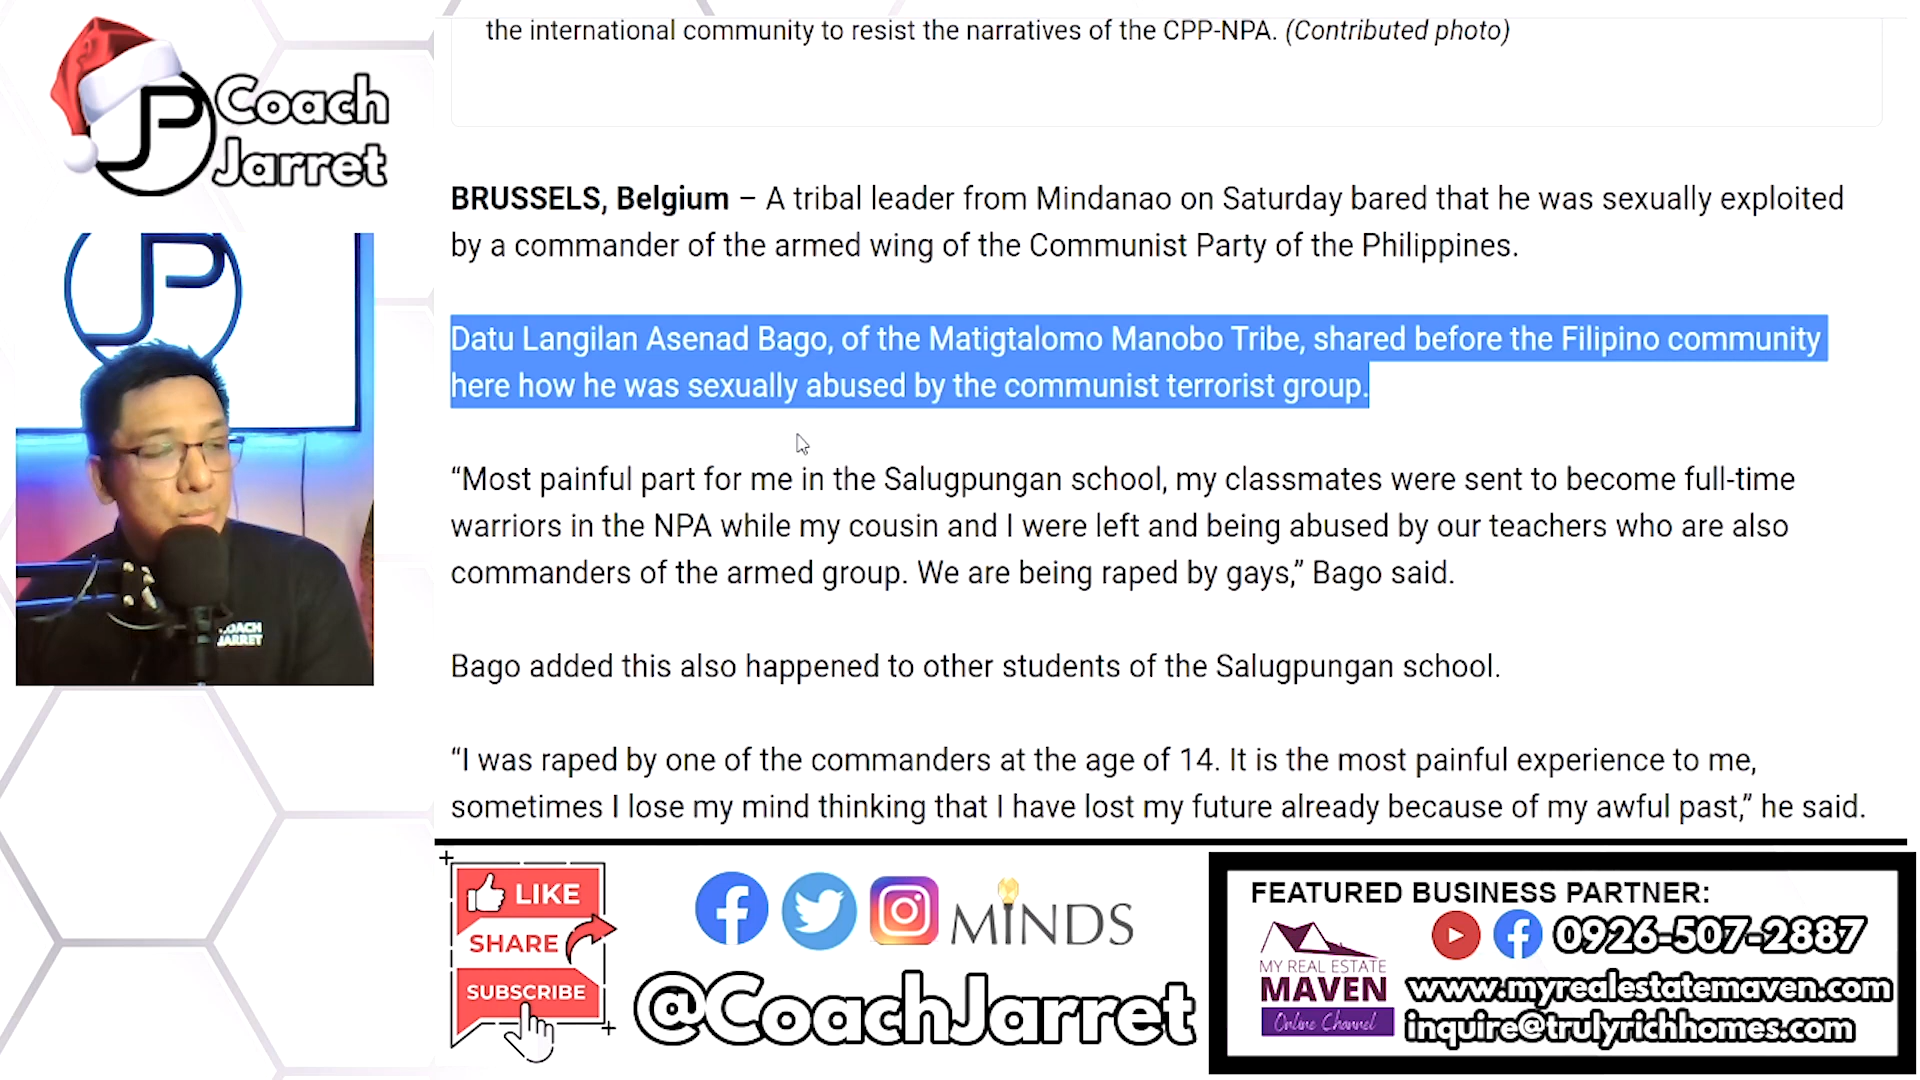 Coach
Jarret
the international community to resist the narratives of the CPP-NPA. (Contributed photo)
BRUSSELS, Belgium – A tribal leader from Mindanao on Saturday bared that he was sexually exploited
by a commander of the armed wing of the Communist Party of the Philippines.
Datu Langilan Asenad Bago, of the Matigtalomo Manobo Tribe, shared before the Filipino community
here how he was sexually abused by the communist terrorist group.
“Most painful part for me in the Salugpungan school, my classmates were sent to become full-time
warriors in the NPA while my cousin and I were left and being abused by our teachers who are also
commanders of the armed group. We are being raped by gays,” Bago said.
Bago added this also happened to other students of the Salugpungan school.
“I was raped by one of the commanders at the age of 14. It is the most painful experience to me,
sometimes I lose my mind thinking that I have lost my future already because of my awful past,” he said.
COACH
JARRET
LIKE
SHARE
SUBSCRIBE
MINDS
@CoachJarret
FEATURED BUSINESS PARTNER:
0926-507-2887
MY REAL ESTATE
MAVEN
Online Channel
www.myrealestatemaven.com
inquire@trulyrichhomes.com